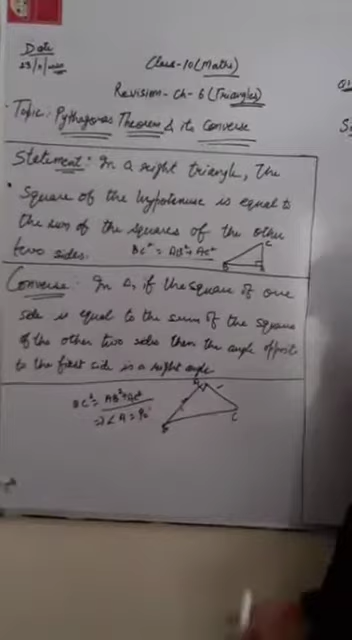 Date
Class-10 (Maths)
Revision- Ch-6 (Triangles)
Topic: Pythagoras Theorem & its Converse
Statement: In a right triangle, the
square of the hypotenuse is equal to
the sum of the squares of the other
two sides. BC² = AB² + AC²
B
C
Converse: In Δ, if the square of one
side is equal to the sum of the square
of the other two sides then the angle opposite
to the first side is a right angle
BC² = AB² + AC²
⇒ ∠A = 90°
A
B
C